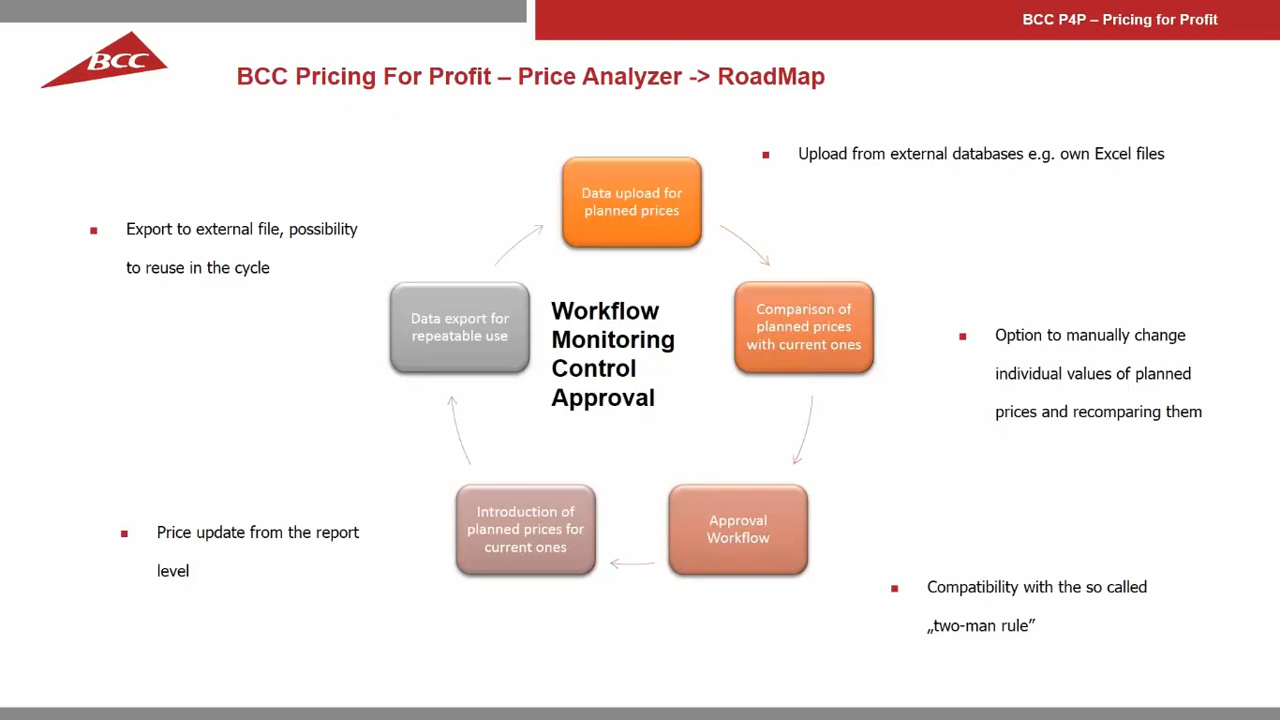 BCC P4P – Pricing for Profit
BCC
BCC Pricing For Profit – Price Analyzer -> RoadMap
Upload from external databases e.g. own Excel files
Data upload for
planned prices
Export to external file, possibility
to reuse in the cycle
Data export for
repeatable use
Workflow
Monitoring
Control
Approval
Comparison of
planned prices
with current ones
Option to manually change
individual values of planned
prices and recomparing them
Price update from the report
level
Introduction of
planned prices for
current ones
Approval
Workflow
Compatibility with the so called
„two-man rule”